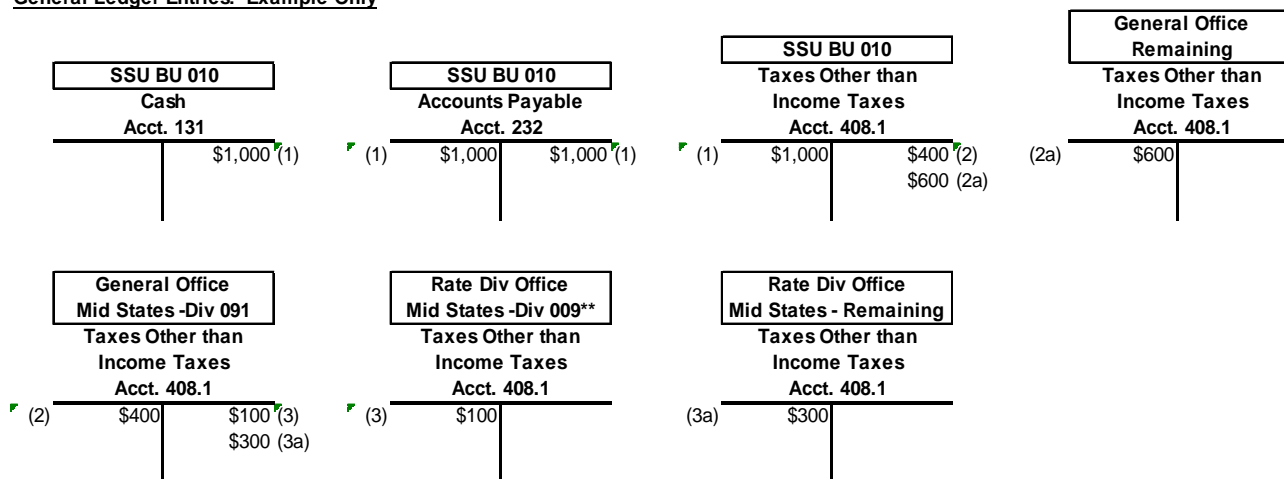 General Ledger Entries: Example Only
General Office
Remaining
Taxes Other than
Income Taxes
Acct. 408.1
(2a) $600
SSU BU 010
Cash
Acct. 131
$1,000 (1)
SSU BU 010
Accounts Payable
Acct. 232
(1) $1,000 $1,000 (1)
SSU BU 010
Taxes Other than
Income Taxes
Acct. 408.1
(1) $1,000 $400 (2)
$600 (2a)
General Office
Mid States -Div 091
Taxes Other than
Income Taxes
Acct. 408.1
(2) $400 $100 (3)
$300 (3a)
Rate Div Office
Mid States -Div 009**
Taxes Other than
Income Taxes
Acct. 408.1
(3) $100
Rate Div Office
Mid States - Remaining
Taxes Other than
Income Taxes
Acct. 408.1
(3a) $300